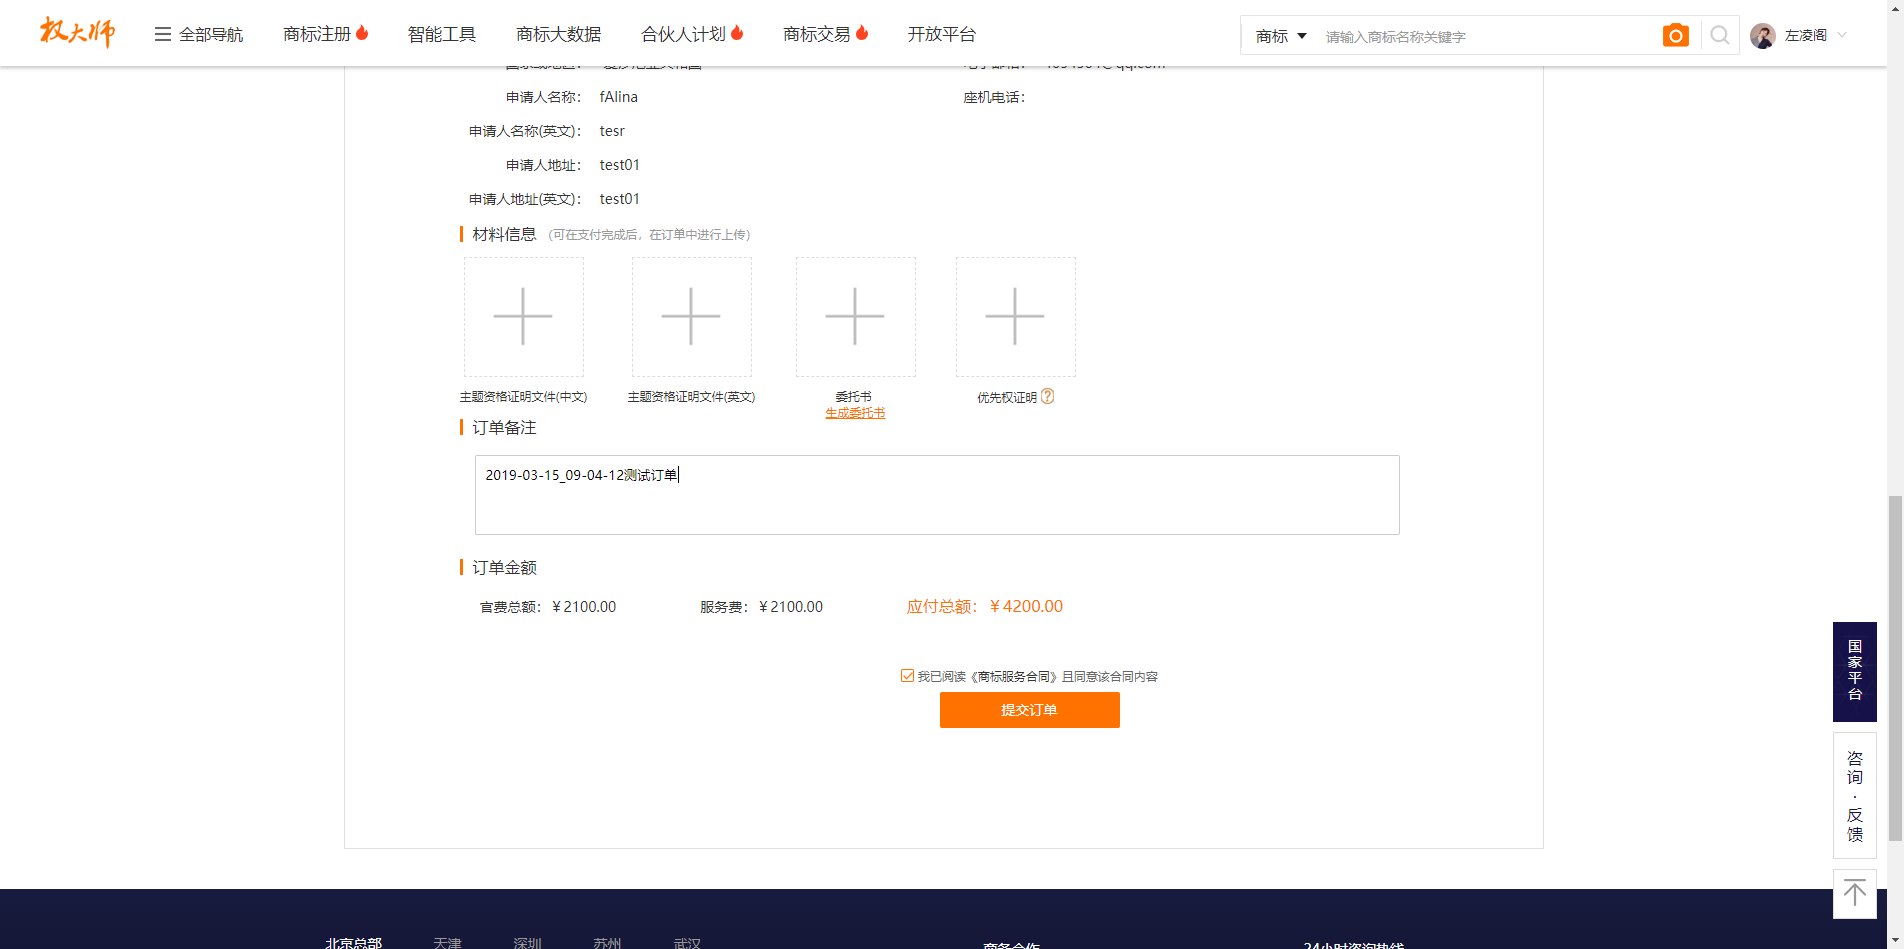 权大师
全部导航
商标注册
智能工具
商标大数据
合伙人计划
商标交易
开放平台
商标
请输入商标名称关键字
左凌阁
申请人名称： fAlina
座机电话：
申请人名称(英文)： tesr
申请人地址： test01
申请人地址(英文)： test01
材料信息 (可在支付完成后，在订单中进行上传)
主题资格证明文件(中文)
主题资格证明文件(英文)
委托书
生成委托书
优先权证明
订单备注
2019-03-15_09-04-12测试订单
订单金额
官费总额：￥2100.00
服务费：￥2100.00
应付总额：￥4200.00
我已阅读《商标服务合同》且同意该合同内容
提交订单
国家平台
咨询·反馈
北京总部
天津
深圳
苏州
武汉
商务合作
24小时咨询热线